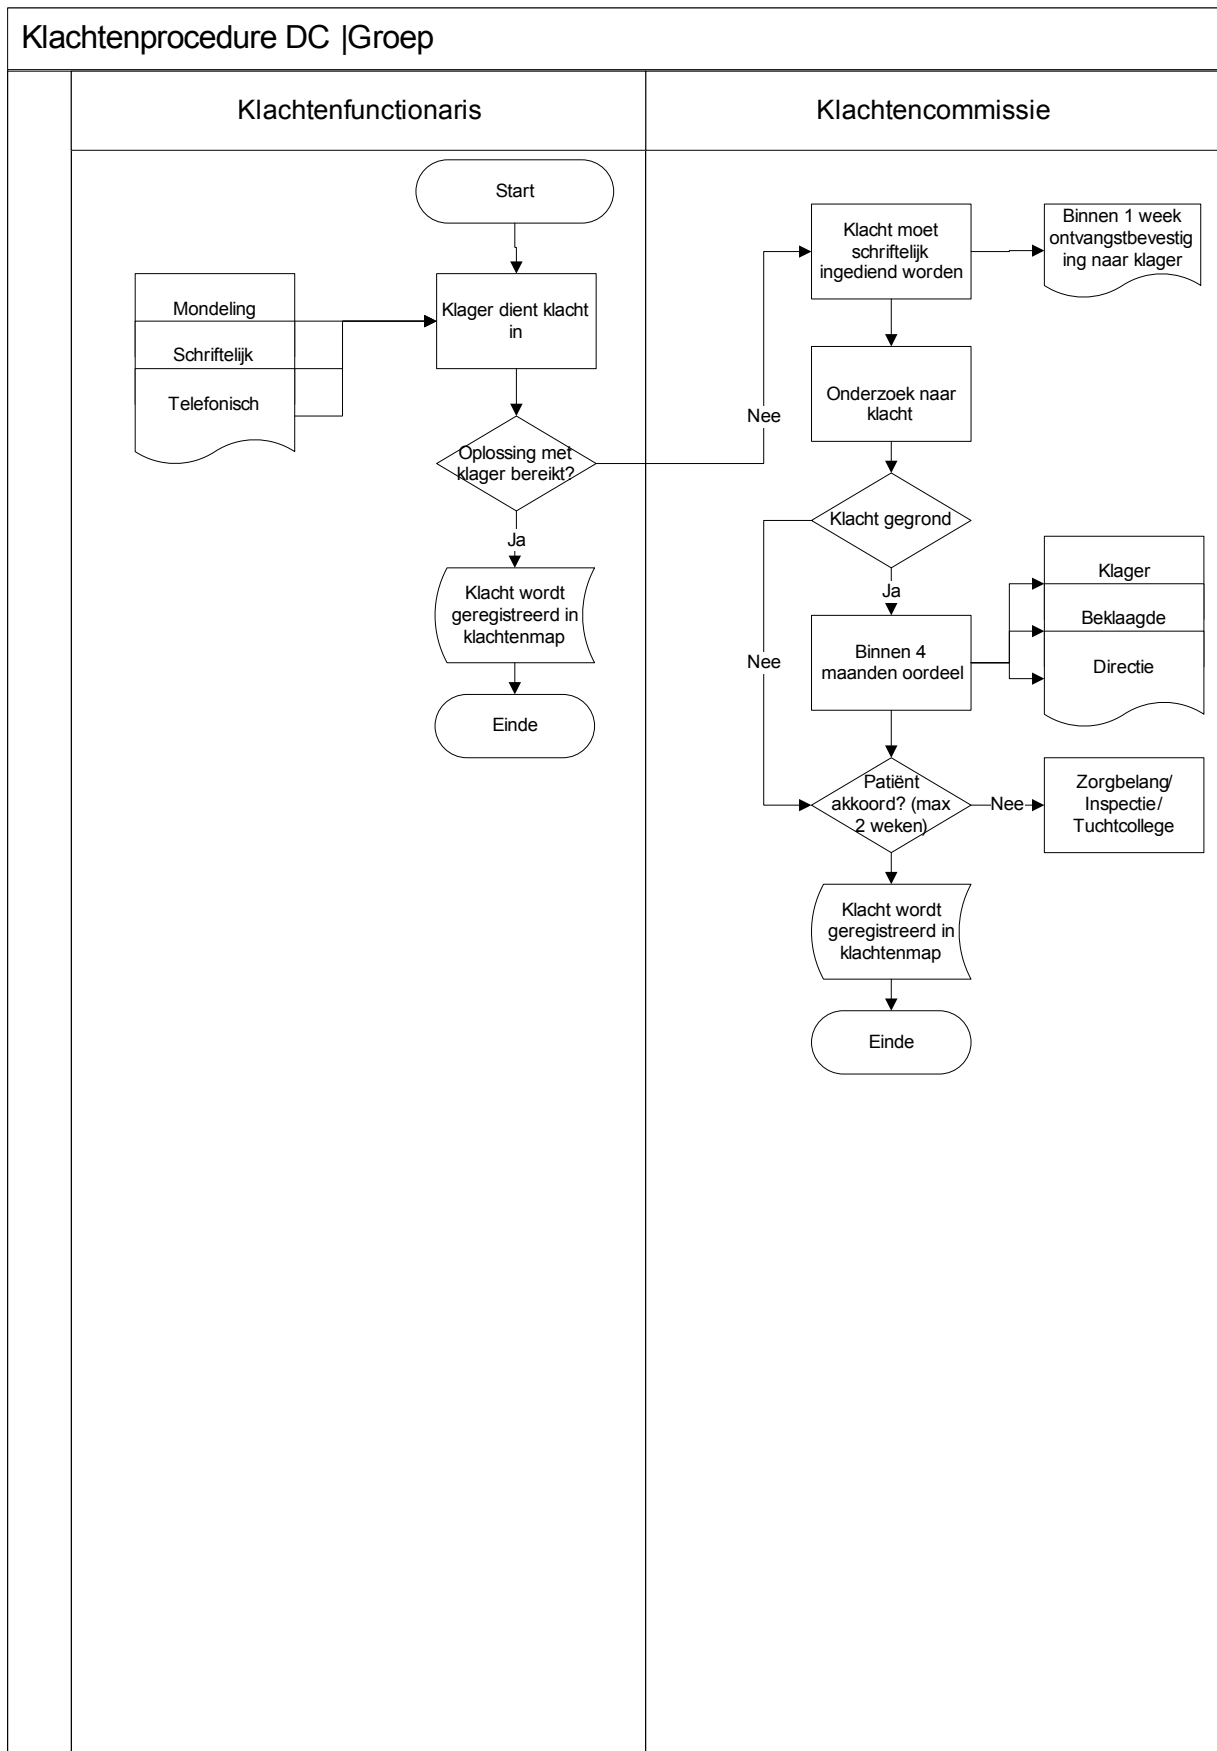 Klachtenprocedure DC |Groep
Klachtenfunctionaris
Klachtencommissie
Start
Mondeling
Schriftelijk
Telefonisch
Klager dient klacht
in
Oplossing met
klager bereikt?
Nee
Ja
Klacht wordt
geregistreerd in
klachtenmap
Einde
Klacht moet
schriftelijk
ingediend worden
Binnen 1 week
ontvangstbevestig
ing naar klager
Onderzoek naar
klacht
Klacht gegrond
Nee
Ja
Binnen 4
maanden oordeel
Klager
Beklaagde
Directie
Patiënt
akkoord? (max
2 weken)
Nee
Zorgbelang/
Inspectie/
Tuchtcollege
Klacht wordt
geregistreerd in
klachtenmap
Einde